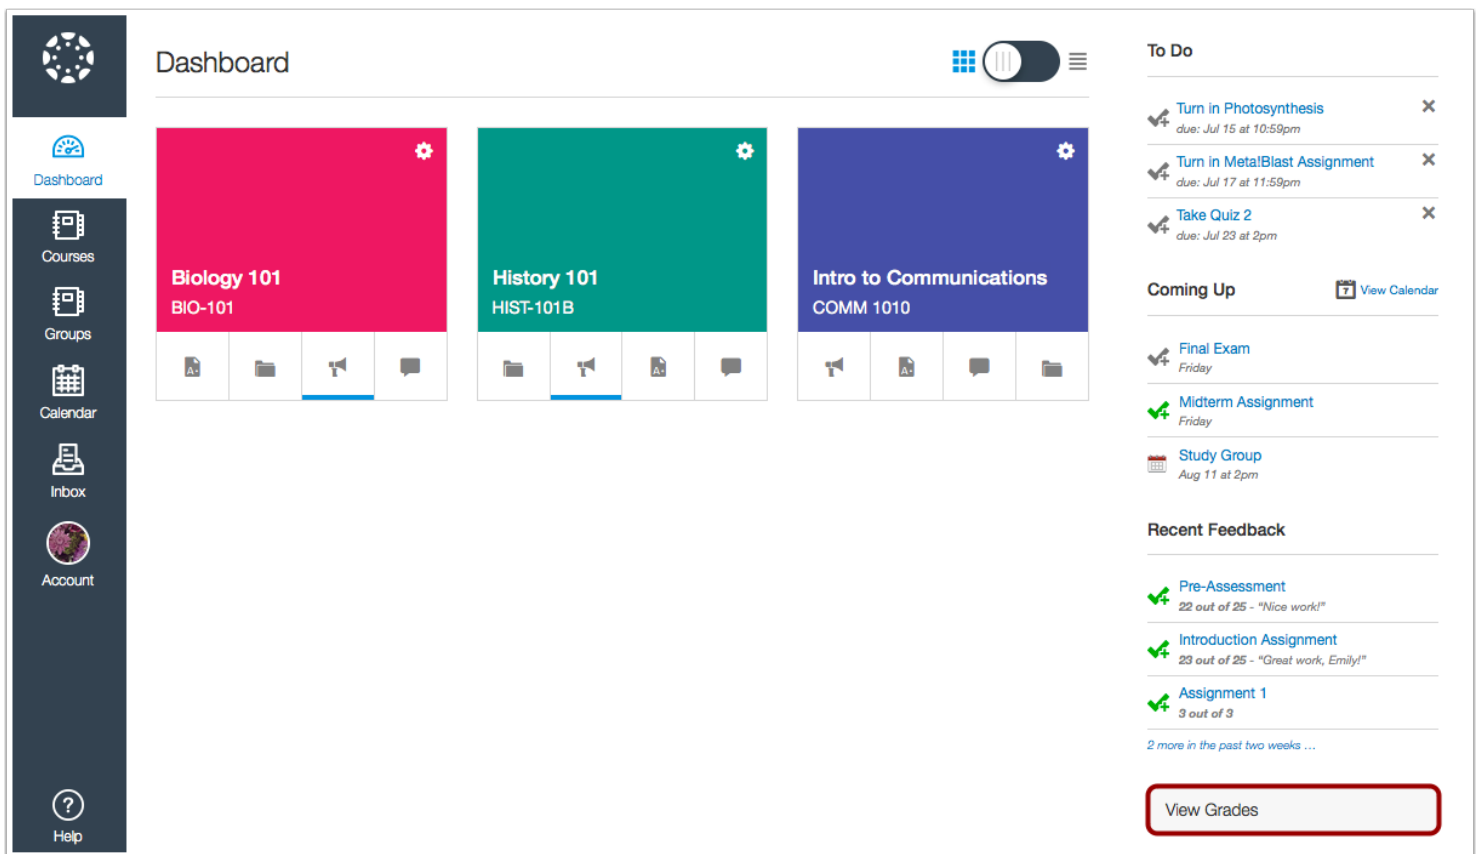 Dashboard
Dashboard
Courses
Groups
Calendar
Inbox
Account
Help
Biology 101
BIO-101
History 101
HIST-101B
Intro to Communications
COMM 1010
To Do
Turn in Photosynthesis
due: Jul 15 at 10:59pm
Turn in Meta!Blast Assignment
due: Jul 17 at 11:59pm
Take Quiz 2
due: Jul 23 at 2pm
Coming Up
7 View Calendar
Final Exam
Friday
Midterm Assignment
Friday
Study Group
Aug 11 at 2pm
Recent Feedback
Pre-Assessment
22 out of 25 - “Nice work!”
Introduction Assignment
23 out of 25 - “Great work, Emily!”
Assignment 1
3 out of 3
2 more in the past two weeks ...
View Grades